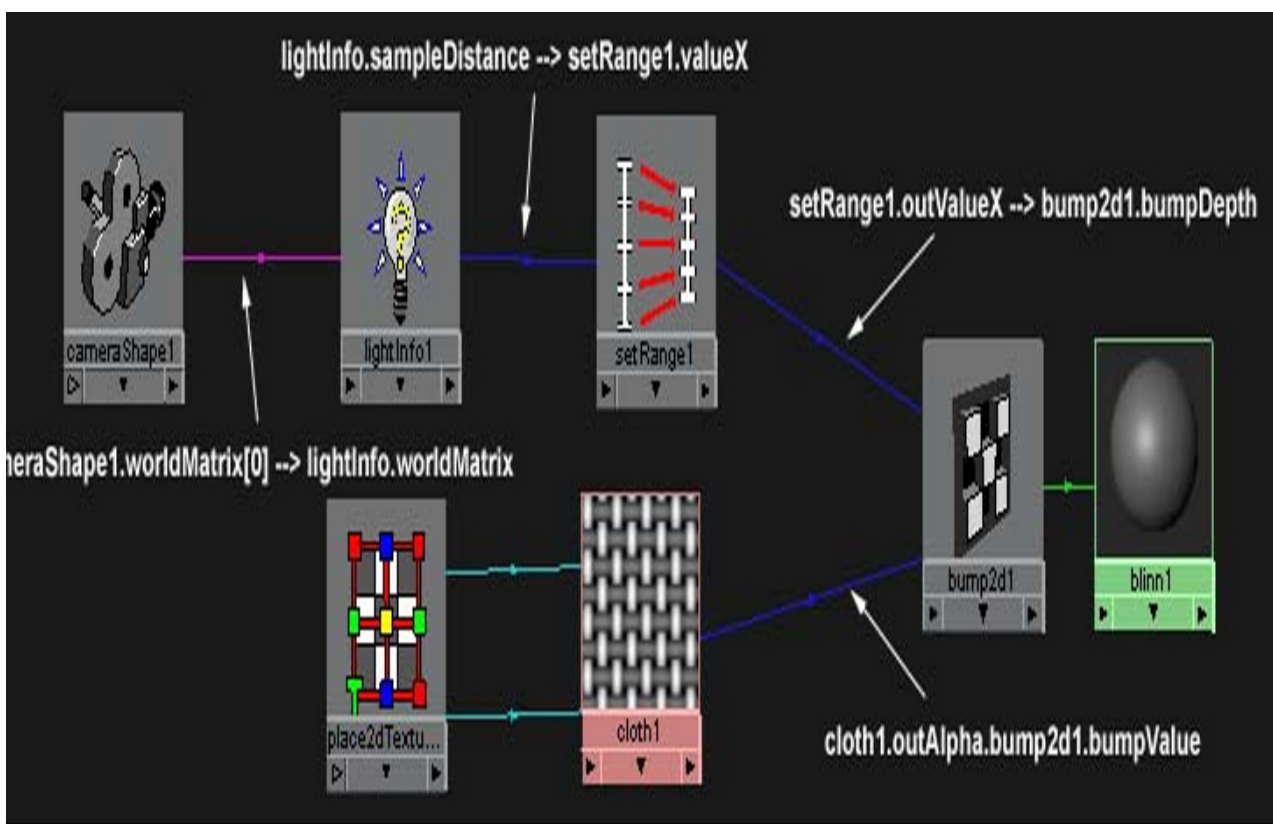 lightInfo.sampleDistance --> setRange1.valueX
setRange1.outValueX --> bump2d1.bumpDepth
cameraShape1
lightInfo1
setRange1
neraShape1.worldMatrix[0] --> lightInfo.worldMatrix
bump2d1
blinn1
place2dTextu...
cloth1
cloth1.outAlpha.bump2d1.bumpValue